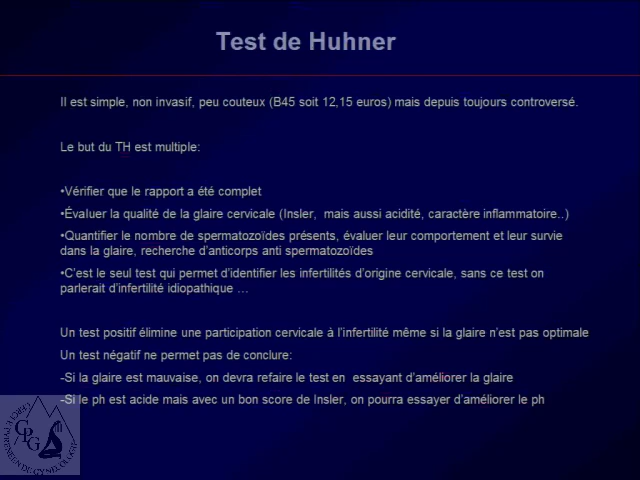 Test de Huhner
Il est simple, non invasif, peu couteux (B45 soit 12,15 euros) mais depuis toujours controversé.
Le but du TH est multiple:
•Vérifier que le rapport a été complet
•Évaluer la qualité de la glaire cervicale (Insler, mais aussi acidité, caractère inflammatoire..)
•Quantifier le nombre de spermatozoïdes présents, évaluer leur comportement et leur survie
dans la glaire, recherche d'anticorps anti spermatozoïdes
•C'est le seul test qui permet d'identifier les infertilités d'origine cervicale, sans ce test on
parlerait d'infertilité idiopathique ...
Un test positif élimine une participation cervicale à l'infertilité même si la glaire n'est pas optimale
Un test négatif ne permet pas de conclure:
-Si la glaire est mauvaise, on devra refaire le test en essayant d'améliorer la glaire
-Si le ph est acide mais avec un bon score de Insler, on pourra essayer d'améliorer le ph
CERCLE PYRENEEN DE GYNECOLOGIE
CPG